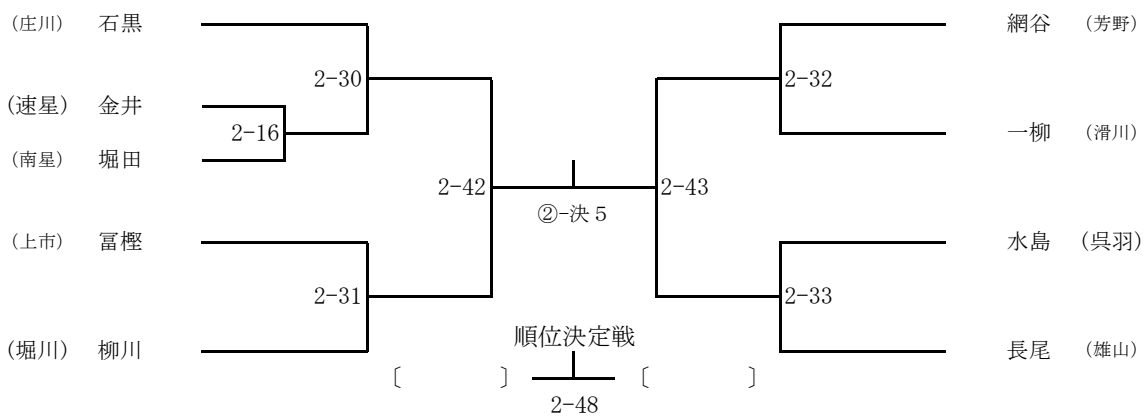 (庄川) 石黒 網谷 (芳野)
2-30 2-32
(速星) 金井
2-16 一柳 (滑川)
(南星) 堀田
2-42 2-43
②-決５
(上市) 冨樫 水島 (呉羽)
2-31 2-33
順位決定戦
(堀川) 柳川 長尾 (雄山)
〔 〕 〔 〕
2-48